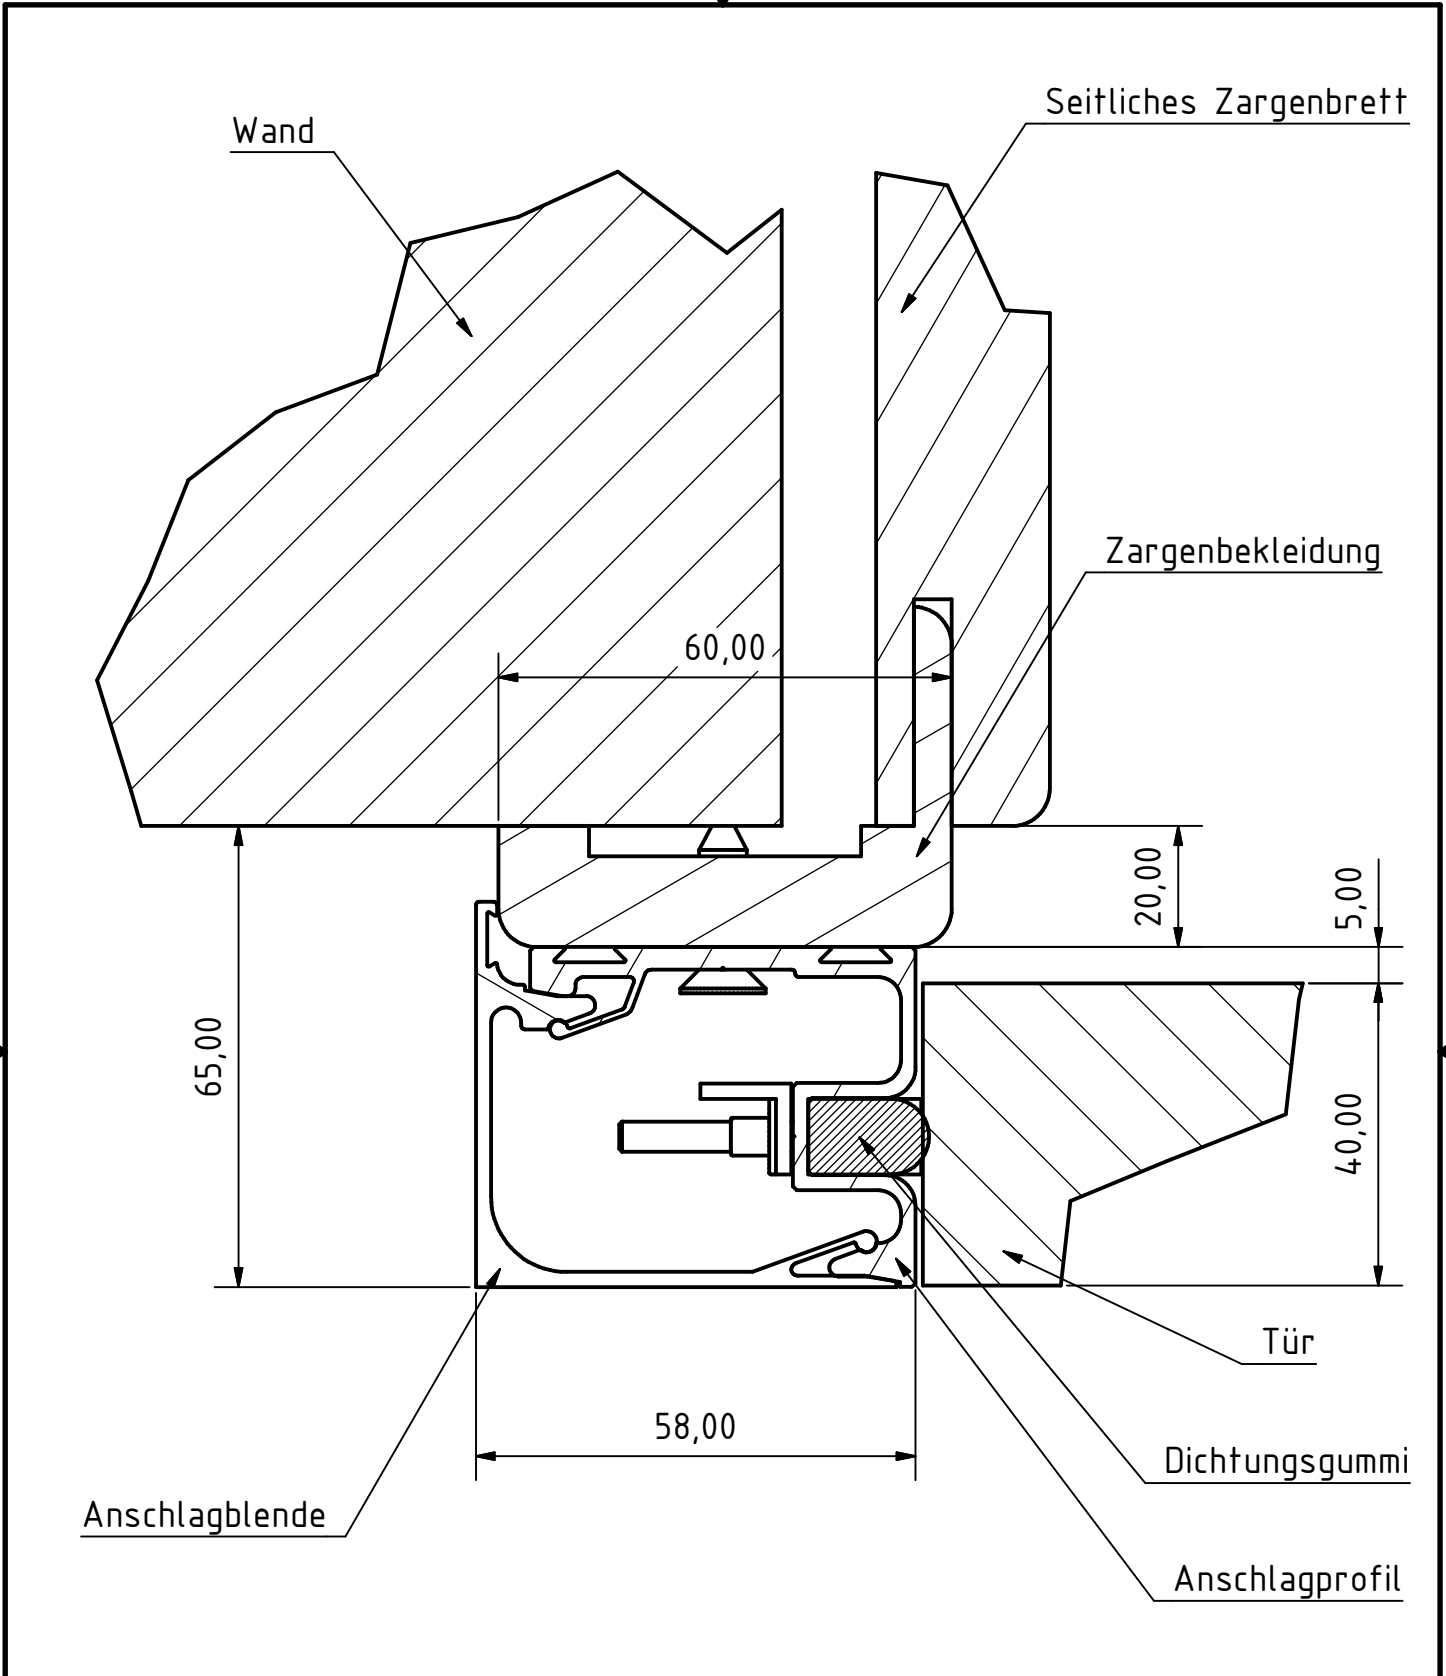 Seitliches Zargenbrett
Wand
Zargenbekleidung
60,00
20,00
5,00
65,00
40,00
Tür
58,00
Dichtungsgummi
Anschlagblende
Anschlagprofil